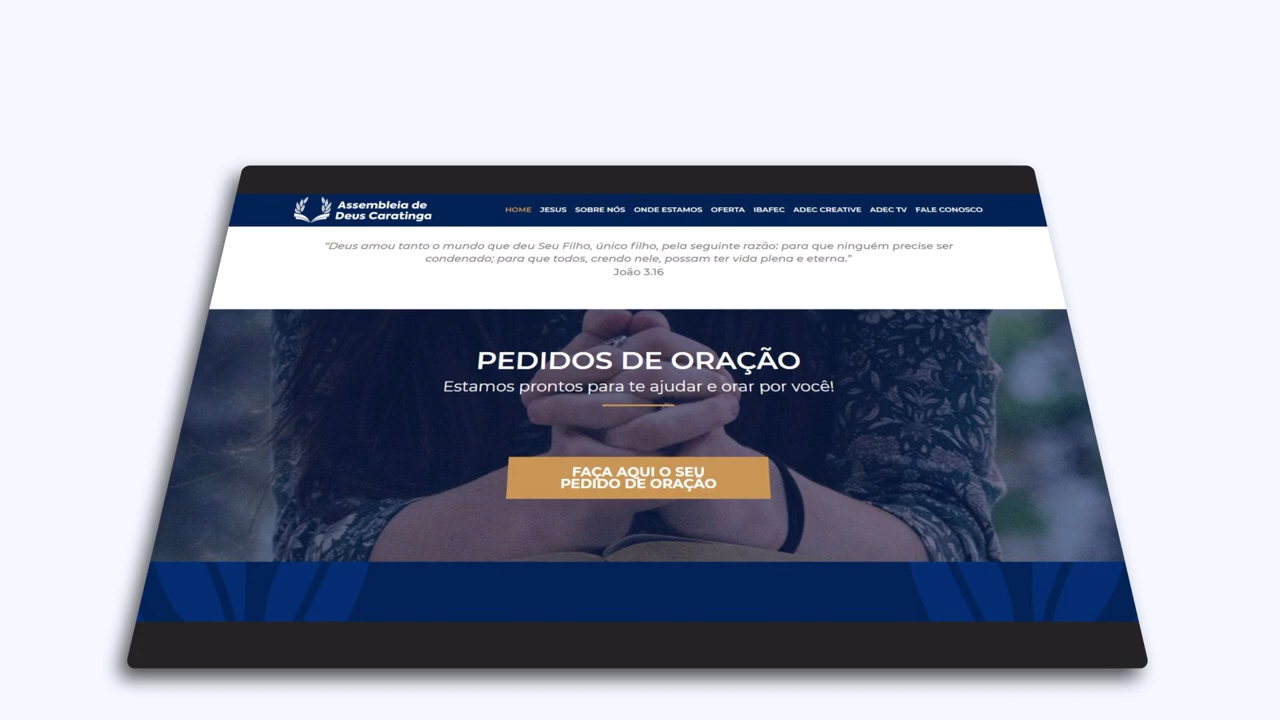 Assembleia de
Deus Caratinga
HOME JESUS SOBRE NÓS ONDE ESTAMOS OFERTA IBAFEC ADEC CREATIVE ADEC TV FALE CONOSCO
“Deus amou tanto o mundo que deu Seu Filho, único filho, pela seguinte razão: para que ninguém precise ser
condenado; para que todos, crendo nele, possam ter vida plena e eterna.”
João 3.16
PEDIDOS DE ORAÇÃO
Estamos prontos para te ajudar e orar por você!
FAÇA AQUI O SEU
PEDIDO DE ORAÇÃO